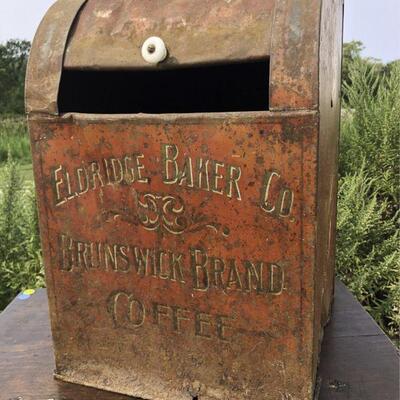 ELDRIDGE BAKER CO.
BRUNSWICK BRAND
COFFEE